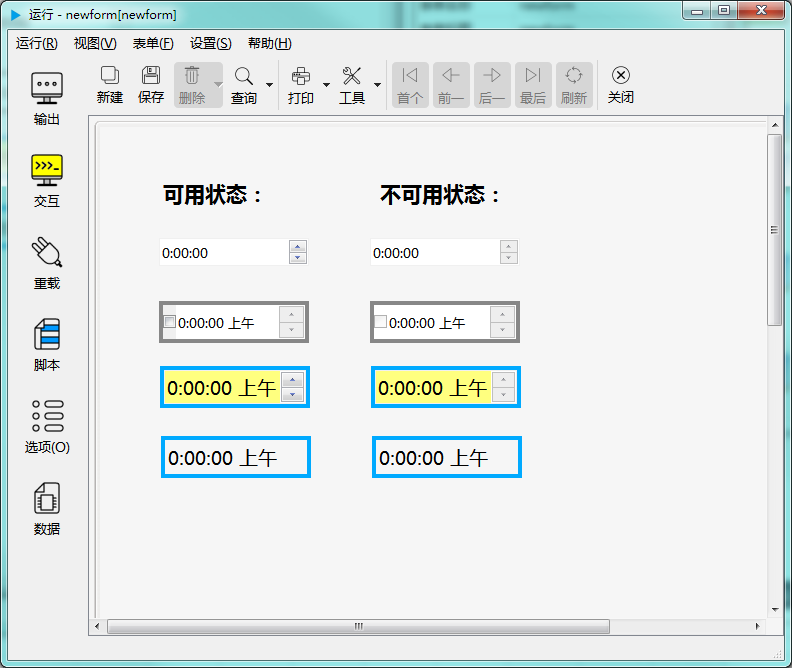 运行 - newform[newform]
运行(R) 视图(V) 表单(F) 设置(S) 帮助(H)
新建 保存 删除 查询 打印 工具 首个 前一 后一 最后 刷新 关闭
输出
交互
重载
脚本
选项(O)
数据
可用状态： 不可用状态：
0:00:00 0:00:00
0:00:00 上午 0:00:00 上午
0:00:00 上午 0:00:00 上午
0:00:00 上午 0:00:00 上午